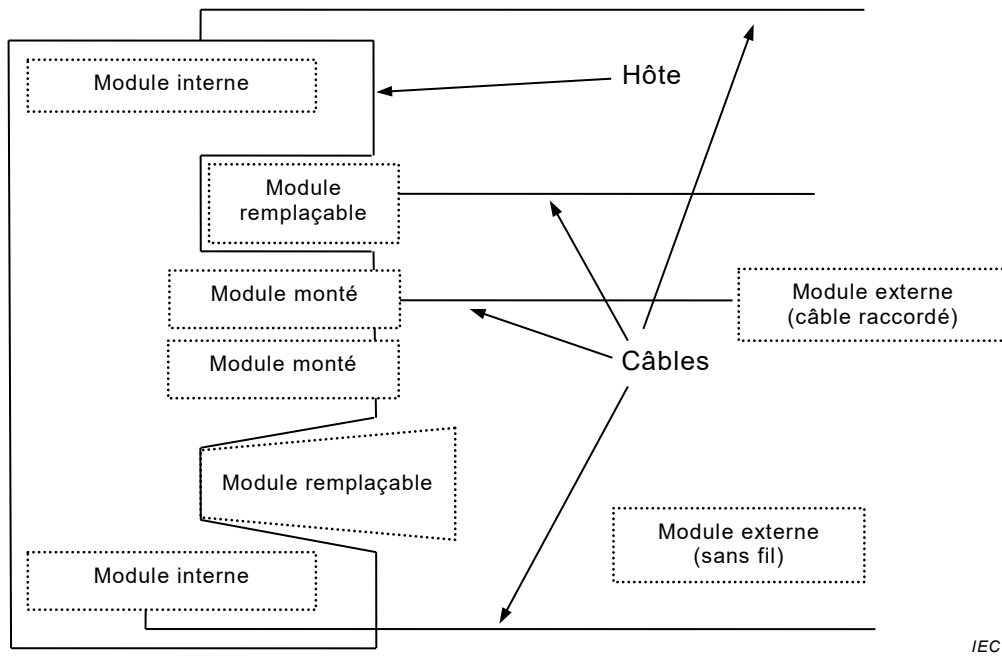 Module interne
Hôte
Module
remplaçable
Module monté
Module externe
(câble raccordé)
Module monté
Câbles
Module remplaçable
Module externe
(sans fil)
Module interne
IEC